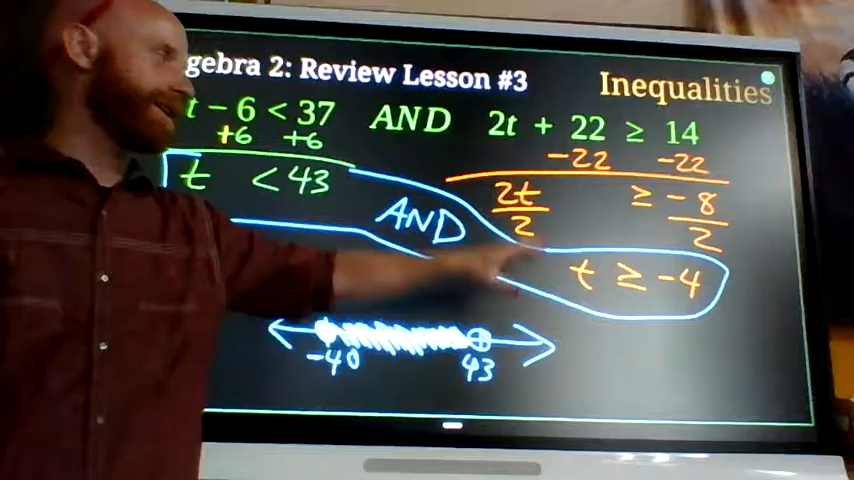 gebra 2: Review Lesson #3
Inequalities
t - 6 < 37 AND 2t + 22 ≥ 14
+6 +6 -22 -22
t < 43 AND 2t/2 ≥ -8/2
t ≥ -4
-40 43